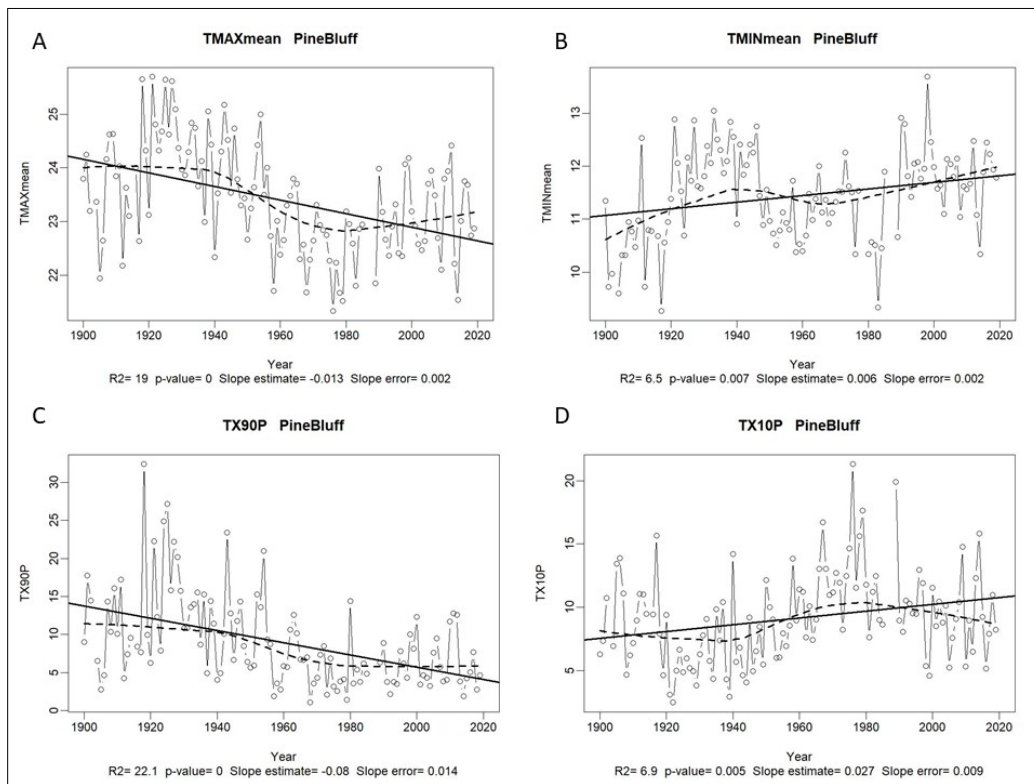 A
TMAXmean PineBluff
TMAXmean
25
24
23
22
1900 1920 1940 1960 1980 2000 2020
Year
R2= 19 p-value= 0 Slope estimate= -0.013 Slope error= 0.002
B
TMINmean PineBluff
TMINmean
13
12
11
10
1900 1920 1940 1960 1980 2000 2020
Year
R2= 6.5 p-value= 0.007 Slope estimate= 0.006 Slope error= 0.002
C
TX90P PineBluff
TX90P
30
25
20
15
10
5
0
1900 1920 1940 1960 1980 2000 2020
Year
R2= 22.1 p-value= 0 Slope estimate= -0.08 Slope error= 0.014
D
TX10P PineBluff
TX10P
20
15
10
5
1900 1920 1940 1960 1980 2000 2020
Year
R2= 6.9 p-value= 0.005 Slope estimate= 0.027 Slope error= 0.009